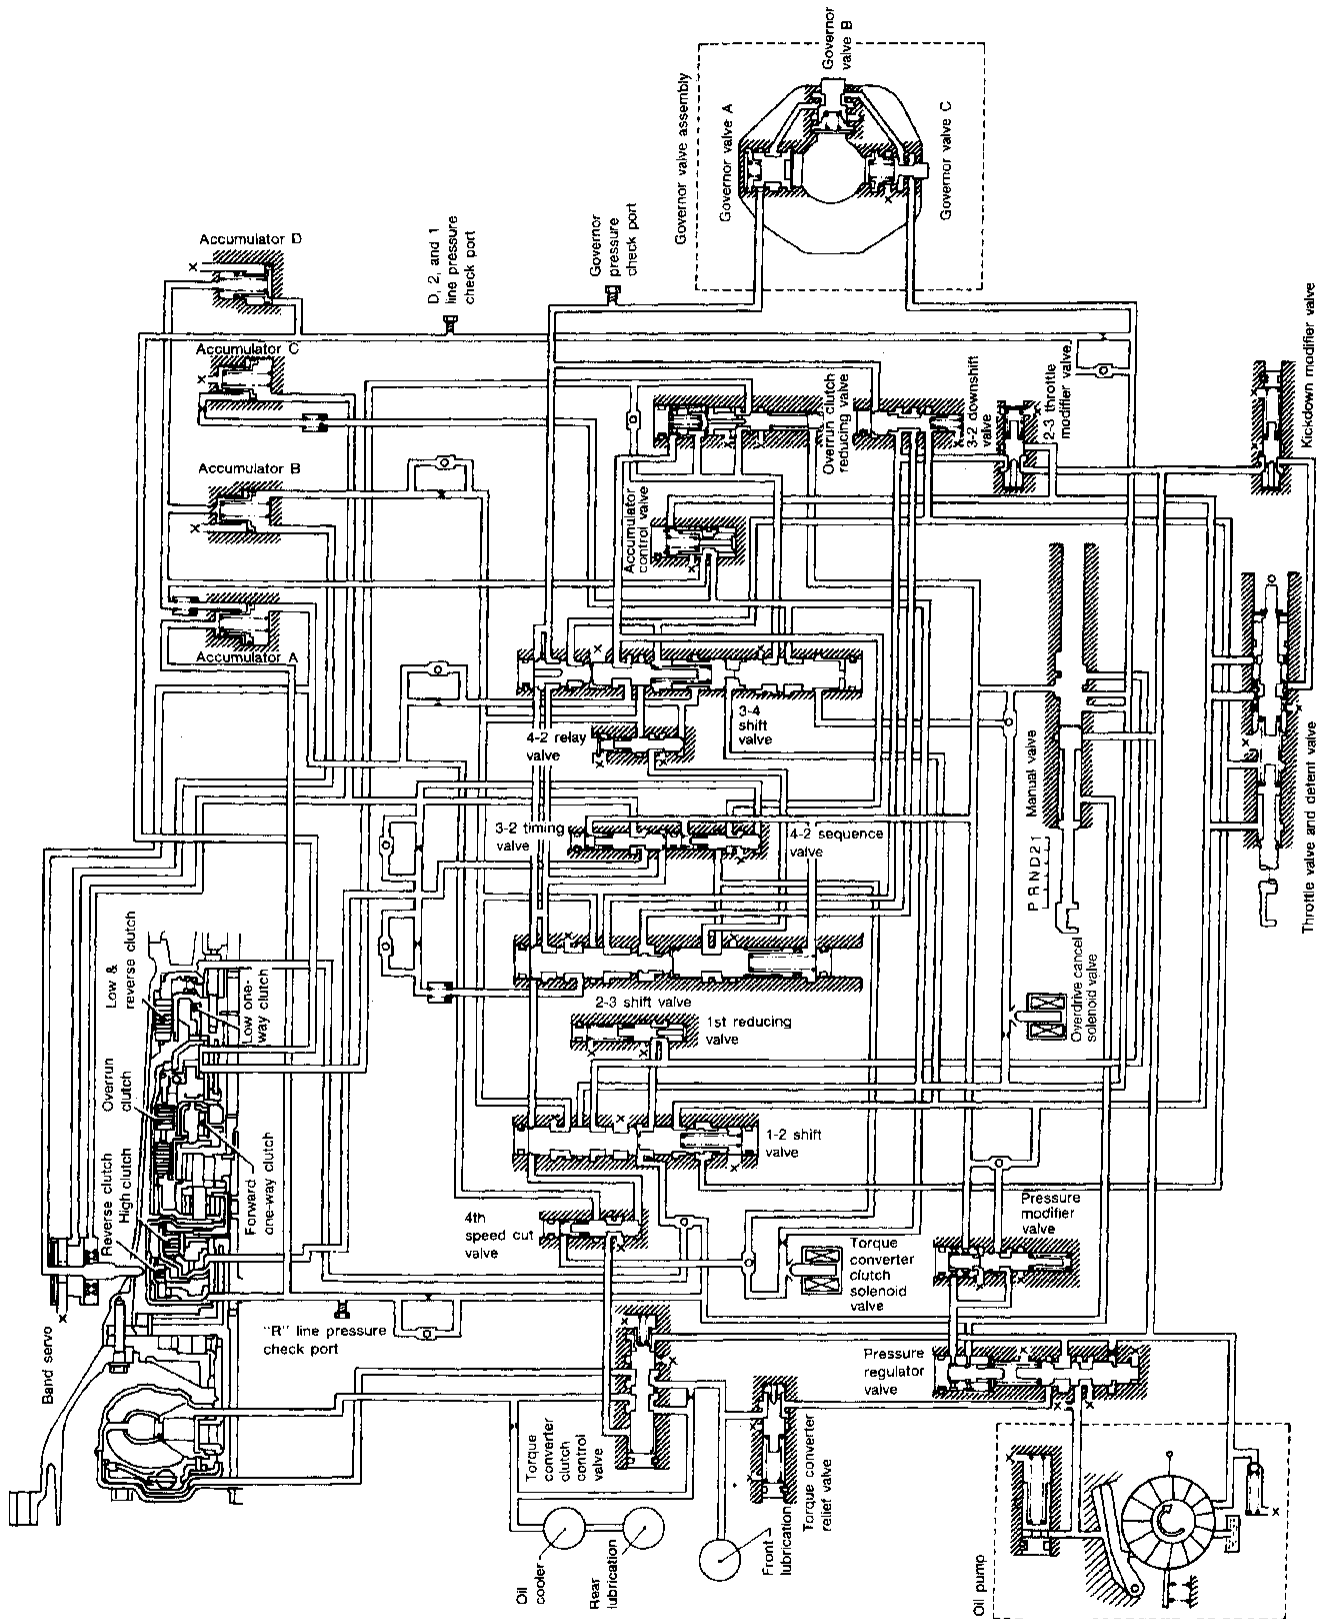 Governor
valve B
Governor valve assembly
Governor valve A
Governor valve C
Accumulator D
D, 2, and 1
line pressure
check port
Governor
pressure
check port
Accumulator C
Accumulator B
Accumulator A
Accumulator
control valve
Overrun clutch
reducing valve
3-2 downshift
valve
2-3 throttle
modifier valve
Kickdown modifier valve
4-2 relay
valve
3-4
shift
valve
3-2 timing
valve
4-2 sequence
valve
Manual valve
P R N D 2 1
Throttle valve and detent valve
Low &
reverse clutch
Low one-
way clutch
Overrun
clutch
Forward
one-way clutch
High clutch
Reverse clutch
2-3 shift valve
1st reducing
valve
Overdrive cancel
solenoid valve
1-2 shift
valve
4th
speed cut
valve
Torque
converter
clutch
solenoid
valve
Pressure
modifier
valve
Band servo
"R" line pressure
check port
Pressure
regulator
valve
Torque
converter
clutch
control
valve
Torque converter
relief valve
Oil
cooler
Rear
lubrication
Front
lubrication
Oil pump